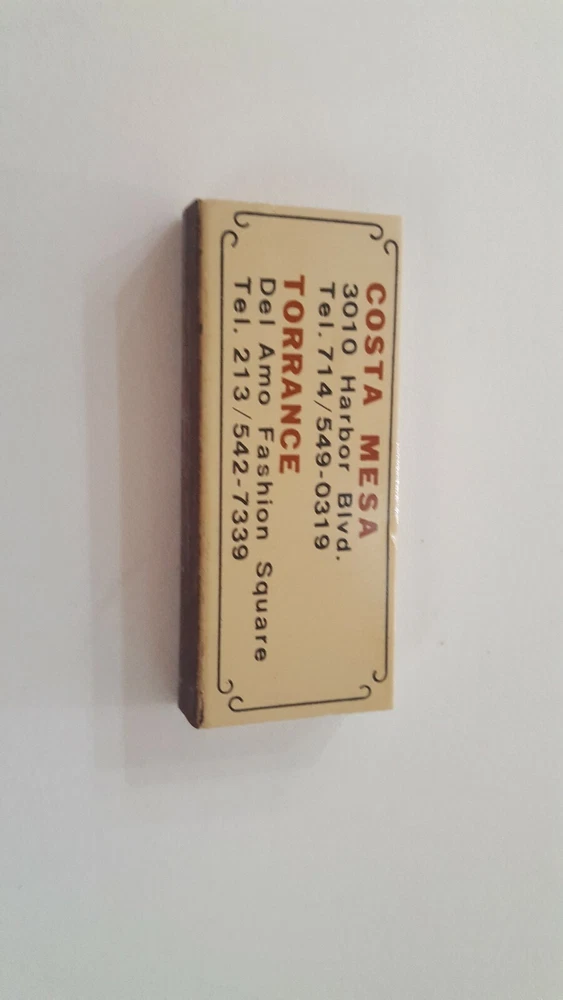 COSTA MESA
3010 Harbor Blvd.
Tel. 714/549-0319
TORRANCE
Del Amo Fashion Square
Tel. 213/542-7339